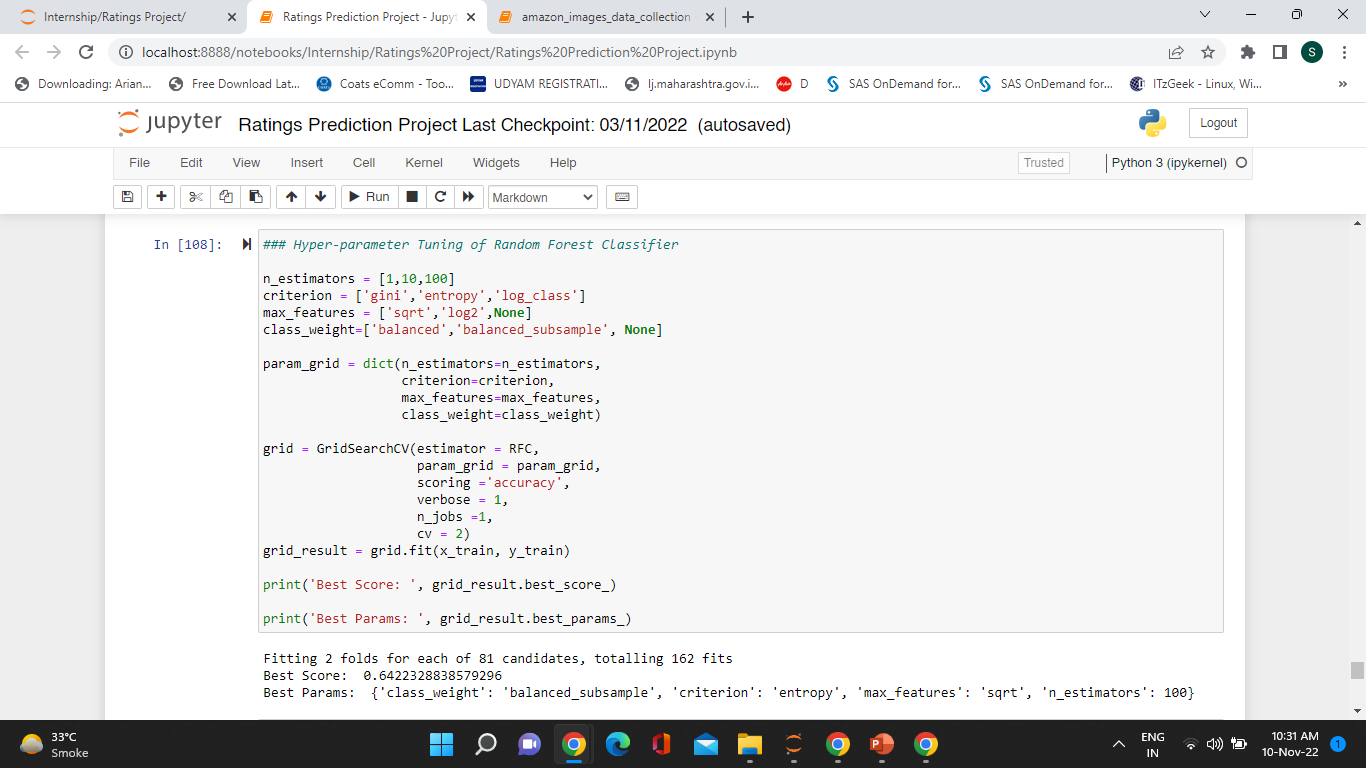 Internship/Ratings Project/
Ratings Prediction Project - Jupyt
amazon_images_data_collection
localhost:8888/notebooks/Internship/Ratings%20Project/Ratings%20Prediction%20Project.ipynb
S
Downloading: Arian...
Free Download Lat...
Coats eComm - Too...
UDYAM REGISTRATI...
lj.maharashtra.gov.i...
D
SAS OnDemand for...
SAS OnDemand for...
ITzGeek - Linux, Wi...
»
jupyter Ratings Prediction Project Last Checkpoint: 03/11/2022 (autosaved)
Logout
File Edit View Insert Cell Kernel Widgets Help
Trusted
Python 3 (ipykernel)
Run
Markdown
In [108]:
### Hyper-parameter Tuning of Random Forest Classifier
n_estimators = [1,10,100]
criterion = ['gini','entropy','log_class']
max_features = ['sqrt','log2',None]
class_weight=['balanced','balanced_subsample', None]
param_grid = dict(n_estimators=n_estimators,
criterion=criterion,
max_features=max_features,
class_weight=class_weight)
grid = GridSearchCV(estimator = RFC,
param_grid = param_grid,
scoring ='accuracy',
verbose = 1,
n_jobs =1,
cv = 2)
grid_result = grid.fit(x_train, y_train)
print('Best Score: ', grid_result.best_score_)
print('Best Params: ', grid_result.best_params_)
Fitting 2 folds for each of 81 candidates, totalling 162 fits
Best Score:  0.6422328838579296
Best Params:  {'class_weight': 'balanced_subsample', 'criterion': 'entropy', 'max_features': 'sqrt', 'n_estimators': 100}
33°C
Smoke
ENG
IN
10:31 AM
10-Nov-22
1